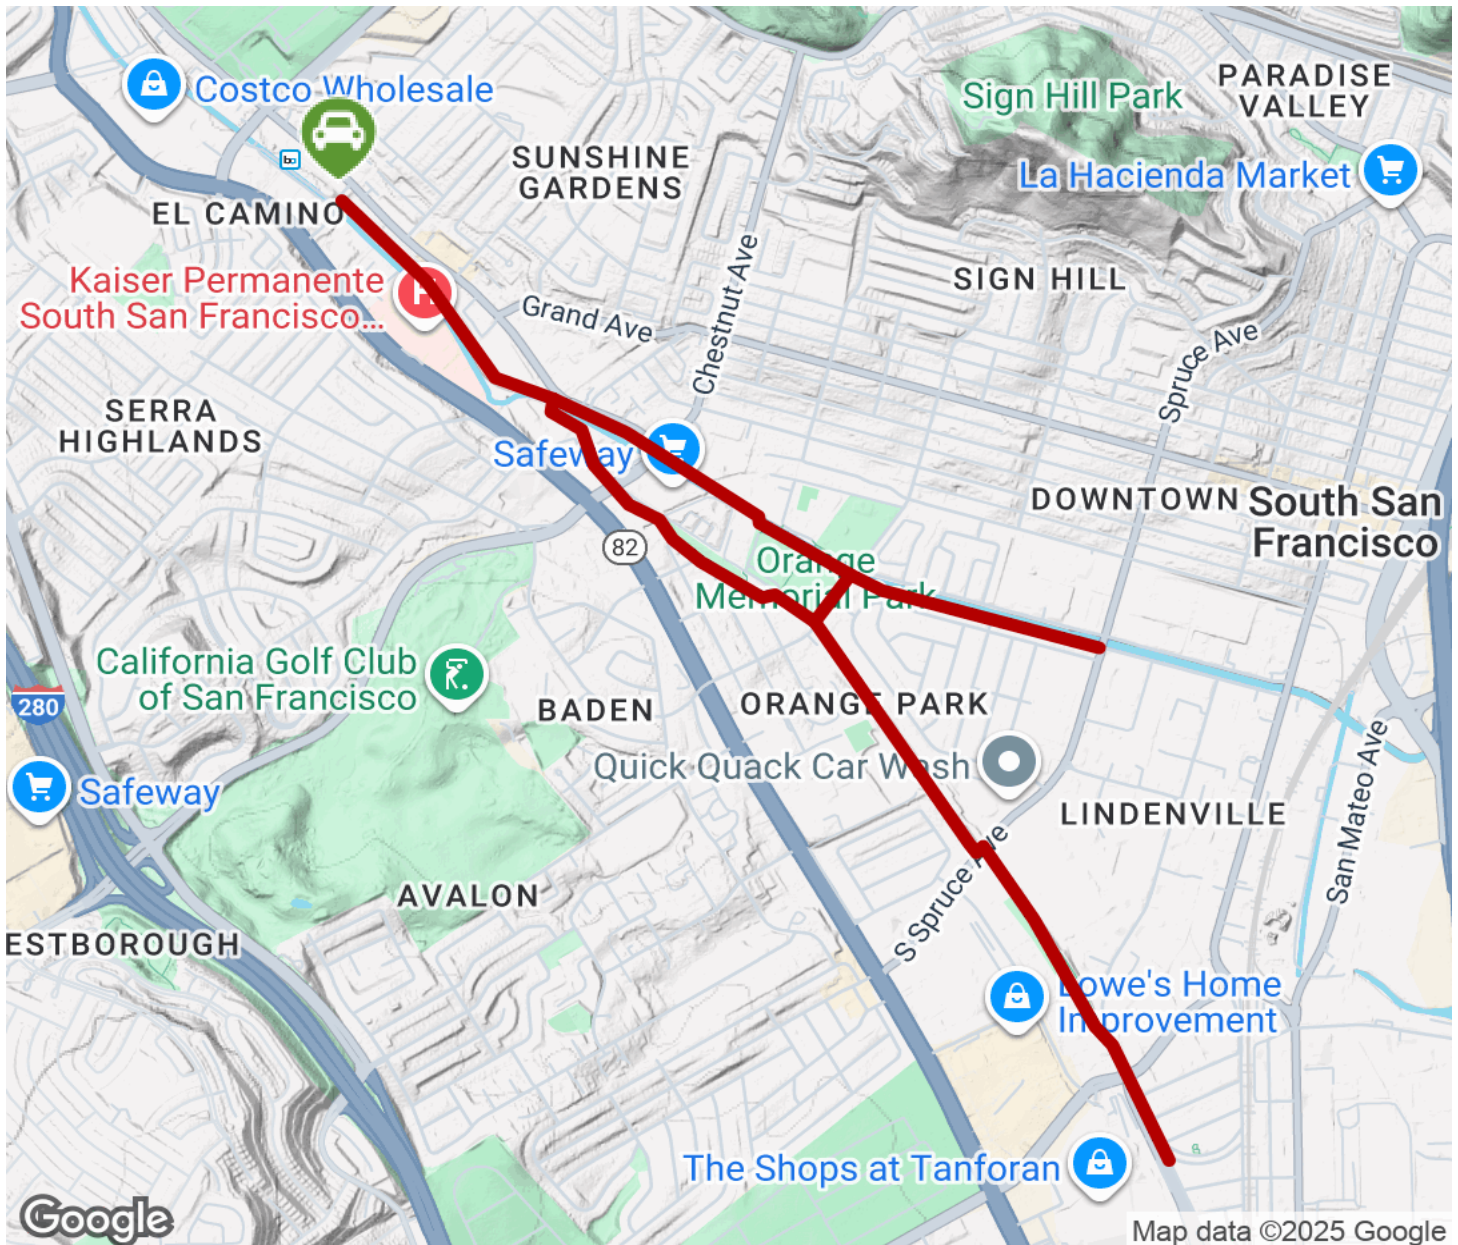 PARADISE
VALLEY
Costco Wholesale
Sign Hill Park
SUNSHINE
GARDENS
La Hacienda Market
EL CAMINO
Kaiser Permanente
South San Francisco...
H
SIGN HILL
Grand Ave
Chestnut Ave
Spruce Ave
SERRA
HIGHLANDS
Safeway
DOWNTOWN
South San
Francisco
82
Orange
Memorial Park
California Golf Club
of San Francisco
280
BADEN
ORANGE PARK
Quick Quack Car Wash
Safeway
LINDENVILLE
San Mateo Ave
S Spruce Ave
AVALON
ESTBOROUGH
Lowe's Home
Improvement
The Shops at Tanforan
Google
Map data ©2025 Google